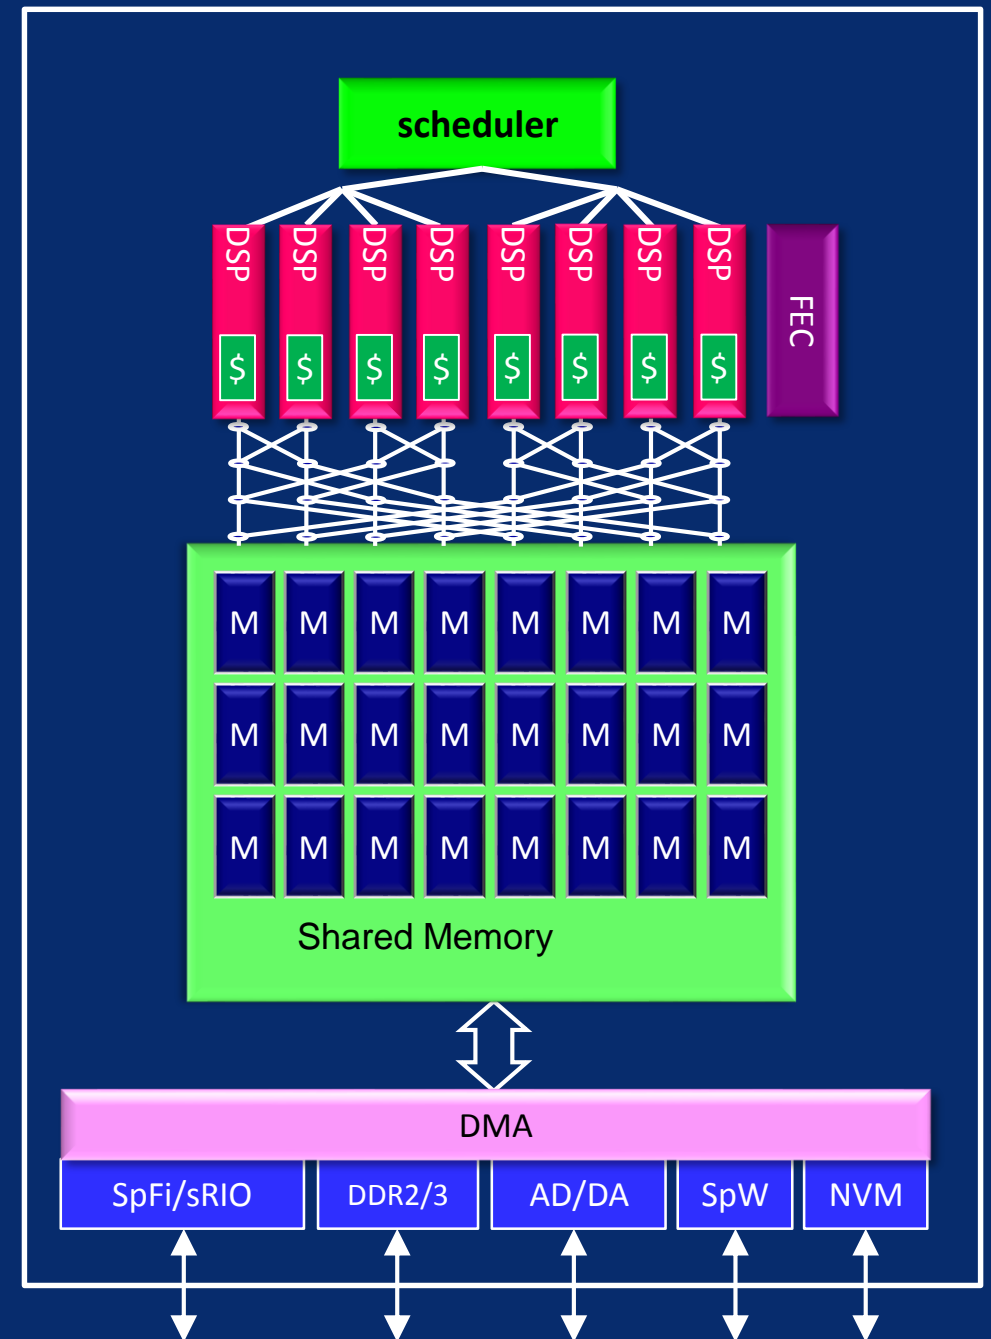 scheduler
DSP DSP DSP DSP DSP DSP DSP DSP
FEC
$ $ $ $ $ $ $ $
M M M M M M M M
M M M M M M M M
M M M M M M M M
Shared Memory
DMA
SpFi/sRIO DDR2/3 AD/DA SpW NVM